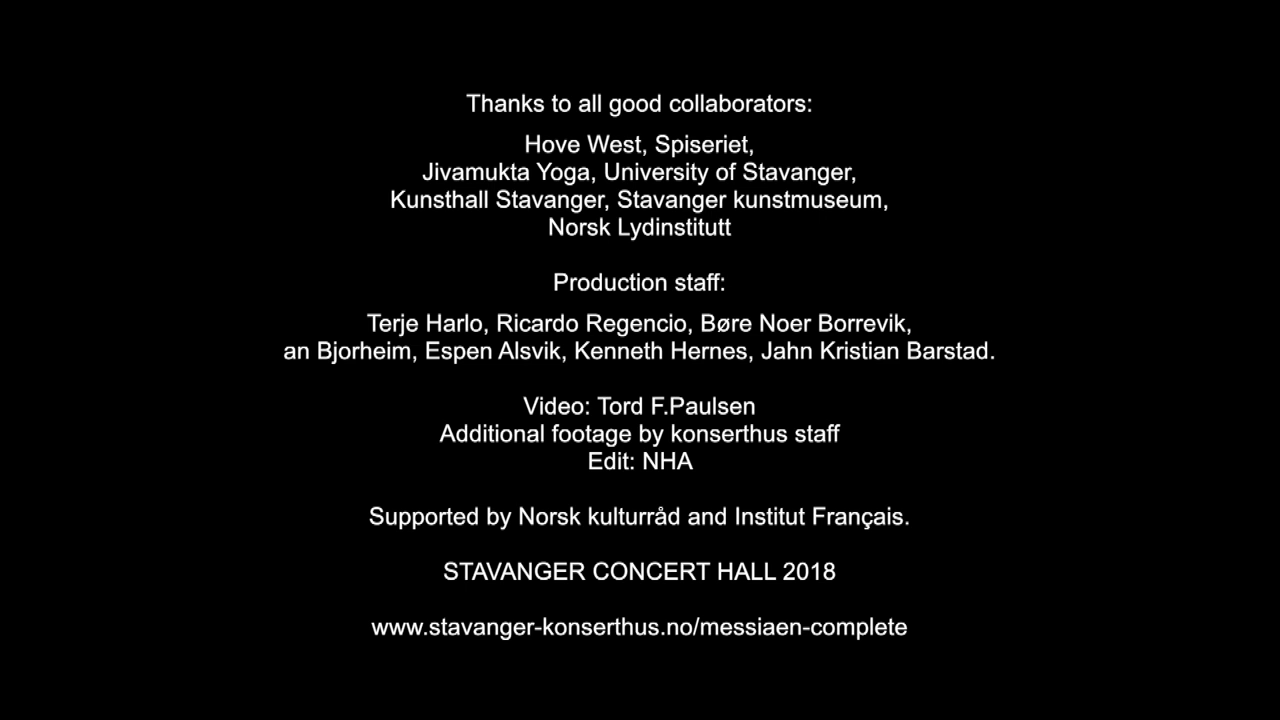 Thanks to all good collaborators:
Hove West, Spiseriet,
Jivamukta Yoga, University of Stavanger,
Kunsthall Stavanger, Stavanger kunstmuseum,
Norsk Lydinstitutt
Production staff:
Terje Harlo, Ricardo Regencio, Børe Noer Borrevik,
an Bjorheim, Espen Alsvik, Kenneth Hernes, Jahn Kristian Barstad.
Video: Tord F.Paulsen
Additional footage by konserthus staff
Edit: NHA
Supported by Norsk kulturråd and Institut Français.
STAVANGER CONCERT HALL 2018
www.stavanger-konserthus.no/messiaen-complete